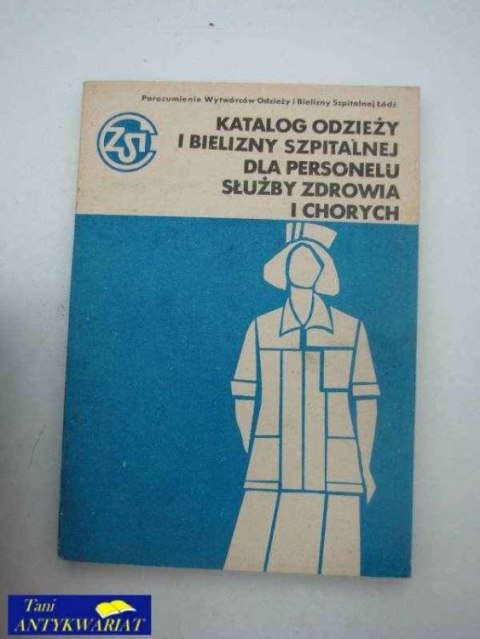 Porozumienie Wytwórców Odzieży i Bielizny Szpitalnej Łódź
KATALOG ODZIEŻY
I BIELIZNY SZPITALNEJ
DLA PERSONELU
SŁUŻBY ZDROWIA
I CHORYCH
Tani
ANTYKWARIAT